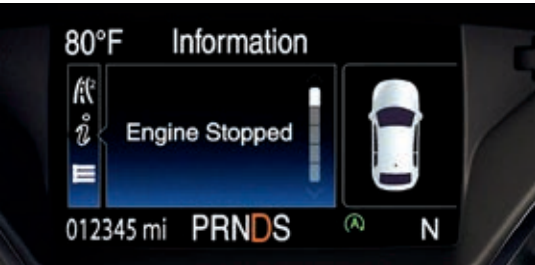 80°F Information
i
Engine Stopped
012345 mi PRNDS A N